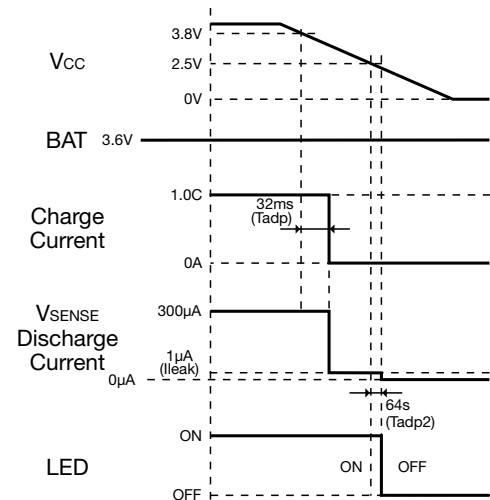 3.8V
VCC
2.5V
0V
BAT 3.6V
1.0C
Charge
Current
32ms
(Tadp)
0A
VSENSE
Discharge
Current
300µA
1µA
(Ileak)
0µA
64s
(Tadp2)
ON
LED
ON OFF
OFF